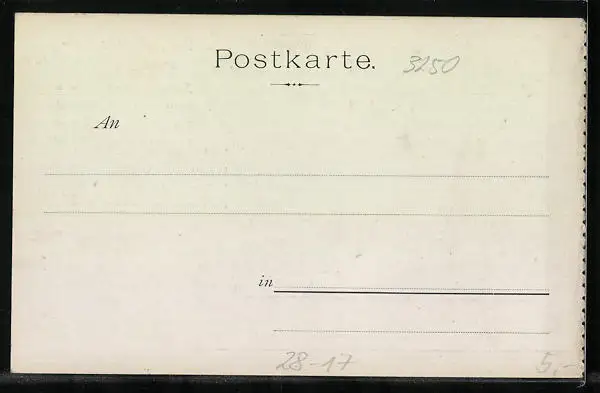 Postkarte. 3250
An
in
28-17 5,-